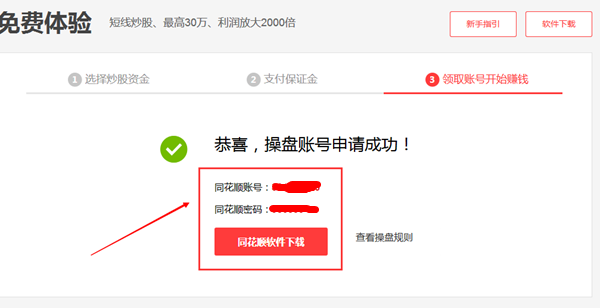 免费体验 短线炒股、最高30万、利润放大2000倍 新手指引 软件下载
1 选择炒股资金 2 支付保证金 3 领取账号开始赚钱
恭喜，操盘账号申请成功！
同花顺账号：
同花顺密码：
同花顺软件下载 查看操盘规则